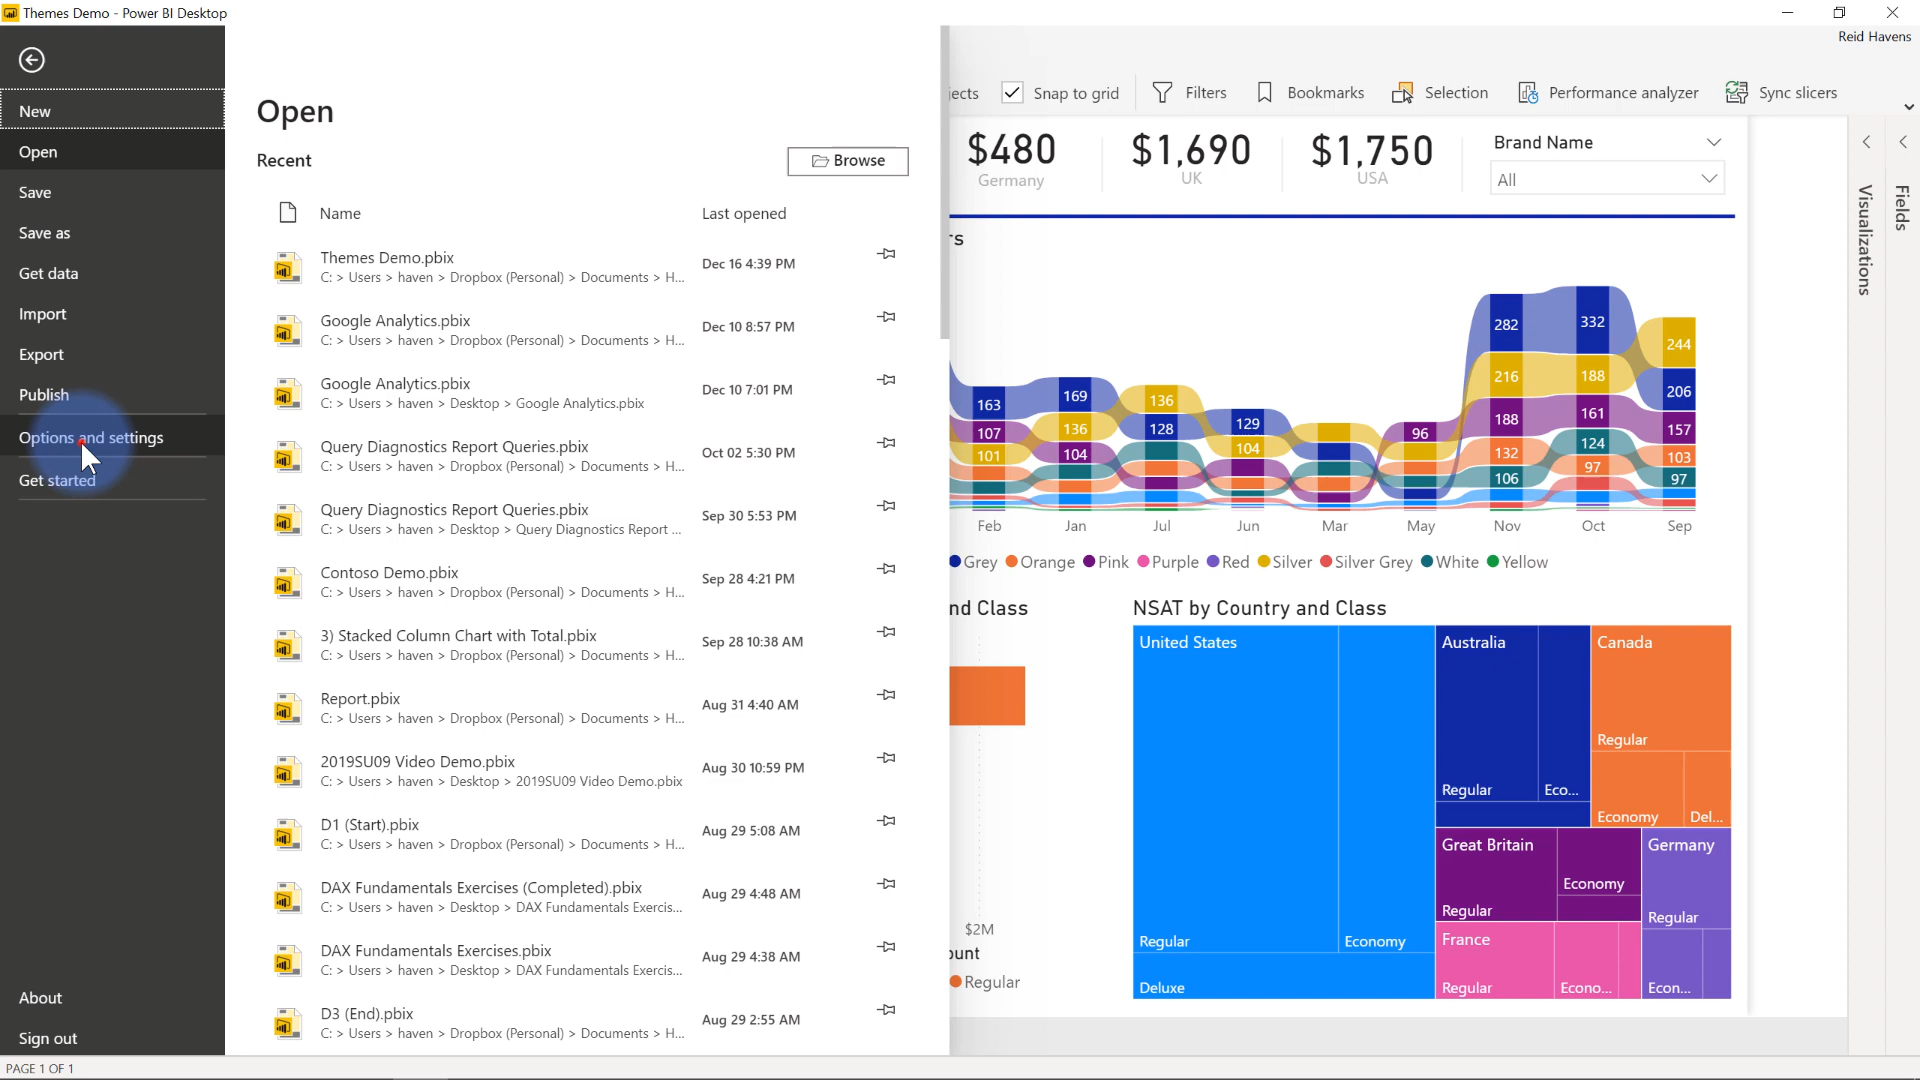 Themes Demo - Power BI Desktop
Reid Havens
New
Open
Save
Save as
Get data
Import
Export
Publish
Options and settings
Get started
About
Sign out
Open
Recent
Browse
Name Last opened
Themes Demo.pbix
C: > Users > haven > Dropbox (Personal) > Documents > H...
Dec 16 4:39 PM
Google Analytics.pbix
C: > Users > haven > Dropbox (Personal) > Documents > H...
Dec 10 8:57 PM
Google Analytics.pbix
C: > Users > haven > Desktop > Google Analytics.pbix
Dec 10 7:01 PM
Query Diagnostics Report Queries.pbix
C: > Users > haven > Dropbox (Personal) > Documents > H...
Oct 02 5:30 PM
Query Diagnostics Report Queries.pbix
C: > Users > haven > Desktop > Query Diagnostics Report ...
Sep 30 5:53 PM
Contoso Demo.pbix
C: > Users > haven > Dropbox (Personal) > Documents > H...
Sep 28 4:21 PM
3) Stacked Column Chart with Total.pbix
C: > Users > haven > Dropbox (Personal) > Documents > H...
Sep 28 10:38 AM
Report.pbix
C: > Users > haven > Dropbox (Personal) > Documents > H...
Aug 31 4:40 AM
2019SU09 Video Demo.pbix
C: > Users > haven > Desktop > 2019SU09 Video Demo.pbix
Aug 30 10:59 PM
D1 (Start).pbix
C: > Users > haven > Dropbox (Personal) > Documents > H...
Aug 29 5:08 AM
DAX Fundamentals Exercises (Completed).pbix
C: > Users > haven > Desktop > DAX Fundamentals Exercis...
Aug 29 4:48 AM
DAX Fundamentals Exercises.pbix
C: > Users > haven > Desktop > DAX Fundamentals Exercis...
Aug 29 4:38 AM
D3 (End).pbix
C: > Users > haven > Dropbox (Personal) > Documents > H...
Aug 29 2:55 AM
jects Snap to grid Filters Bookmarks Selection Performance analyzer Sync slicers
$480 $1,690 $1,750
Germany UK USA
Brand Name
All
Visualizations
Fields
rs
163
107
101
169
136
104
136
128
129
104
96
282
216
188
132
106
332
188
161
124
97
244
206
157
103
97
Feb Jan Jul Jun Mar May Nov Oct Sep
Grey Orange Pink Purple Red Silver Silver Grey White Yellow
nd Class
$2M
ount
Regular
NSAT by Country and Class
United States
Regular
Economy
Deluxe
Australia
Regular
Eco...
Canada
Regular
Economy
Del...
Great Britain
Economy
Regular
Germany
Regular
Econ...
France
Regular
Econo...
PAGE 1 OF 1